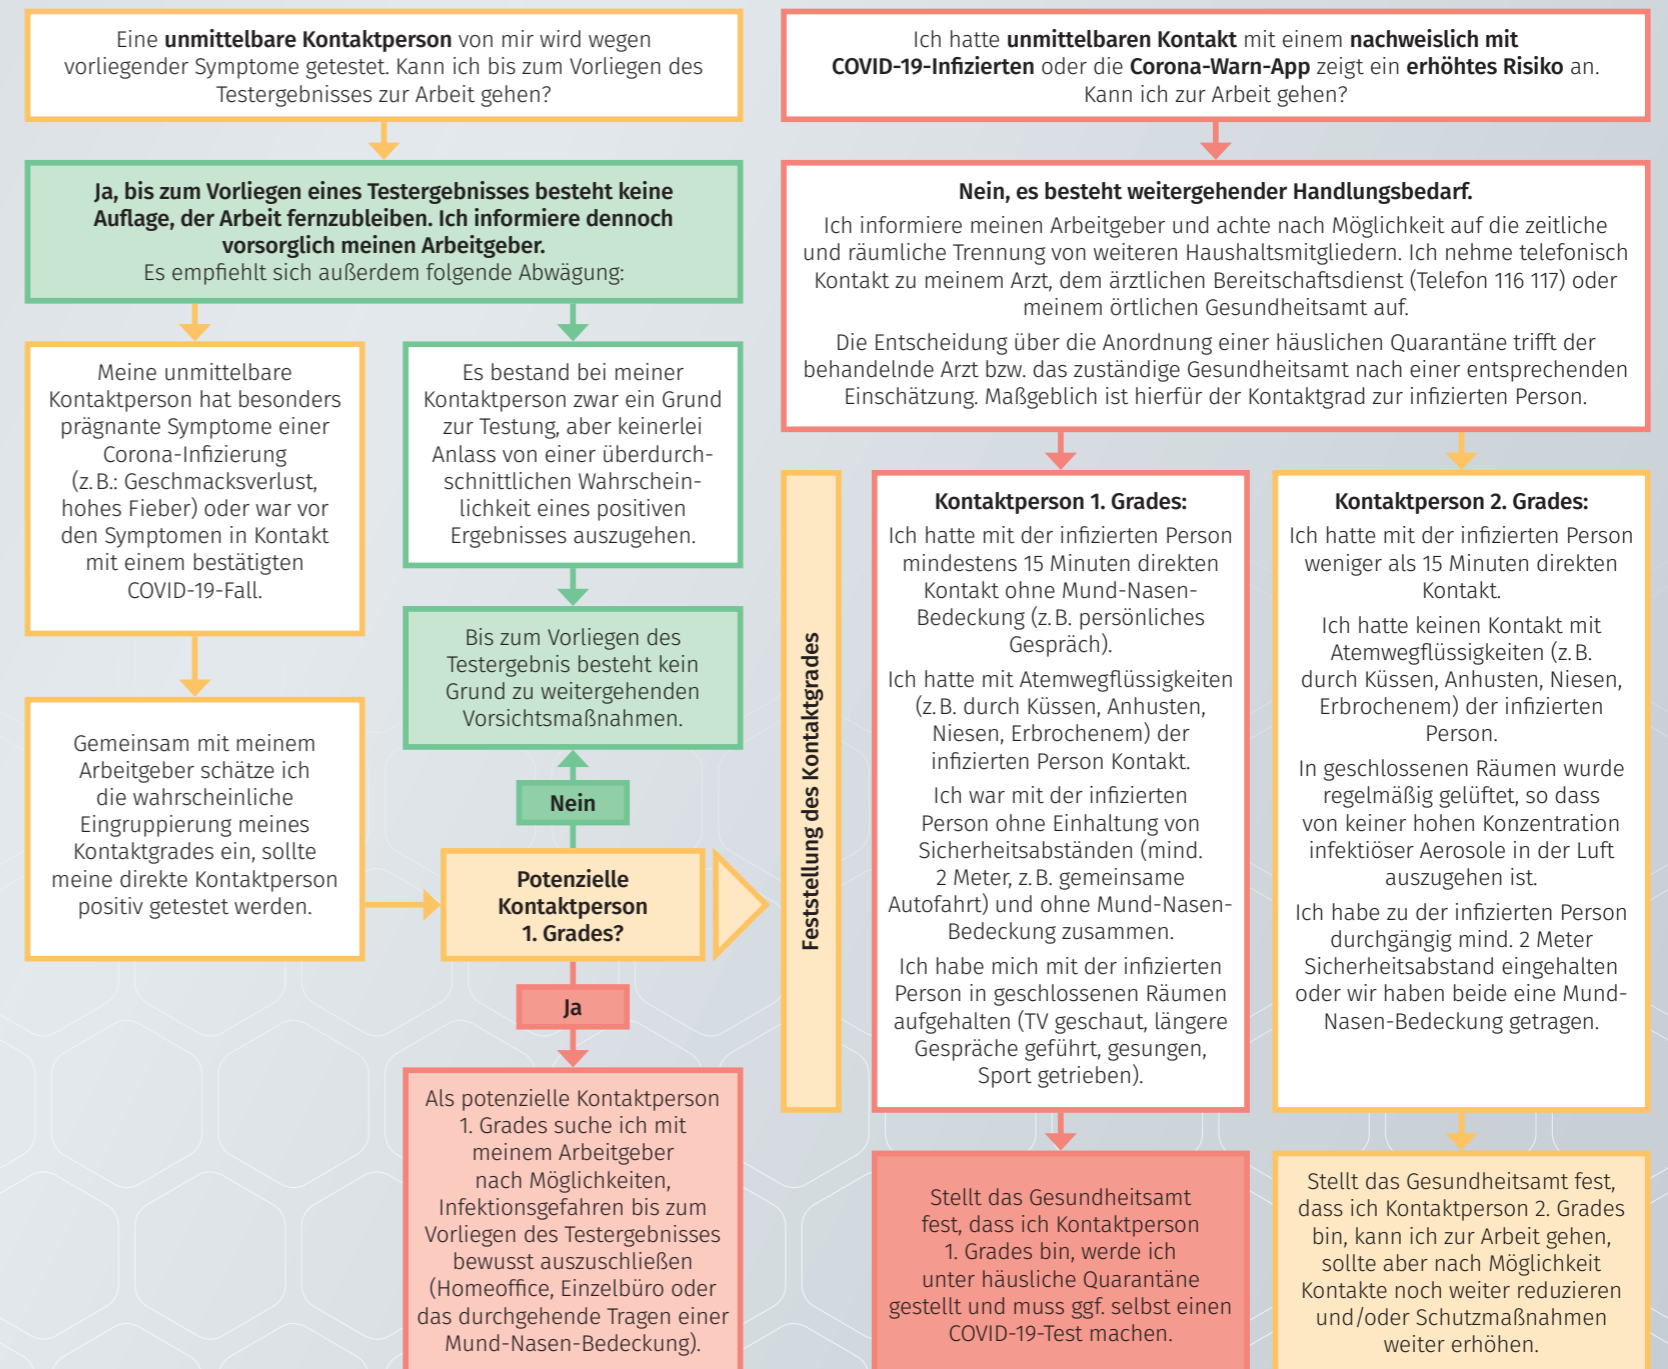 Eine unmittelbare Kontaktperson von mir wird wegen
vorliegender Symptome getestet. Kann ich bis zum Vorliegen des
Testergebnisses zur Arbeit gehen?
Ja, bis zum Vorliegen eines Testergebnisses besteht keine
Auflage, der Arbeit fernzubleiben. Ich informiere dennoch
vorsorglich meinen Arbeitgeber.
Es empfiehlt sich außerdem folgende Abwägung:
Meine unmittelbare
Kontaktperson hat besonders
prägnante Symptome einer
Corona-Infizierung
(z. B.: Geschmacksverlust,
hohes Fieber) oder war vor
den Symptomen in Kontakt
mit einem bestätigten
COVID-19-Fall.
Gemeinsam mit meinem
Arbeitgeber schätze ich
die wahrscheinliche
Eingruppierung meines
Kontaktgrades ein, sollte
meine direkte Kontaktperson
positiv getestet werden.
Es bestand bei meiner
Kontaktperson zwar ein Grund
zur Testung, aber keinerlei
Anlass von einer überdurch-
schnittlichen Wahrschein-
lichkeit eines positiven
Ergebnisses auszugehen.
Bis zum Vorliegen des
Testergebnis besteht kein
Grund zu weitergehenden
Vorsichtsmaßnahmen.
Nein
Potenzielle
Kontaktperson
1. Grades?
Ja
Als potenzielle Kontaktperson
1. Grades suche ich mit
meinem Arbeitgeber
nach Möglichkeiten,
Infektionsgefahren bis zum
Vorliegen des Testergebnisses
bewusst auszuschließen
(Homeoffice, Einzelbüro oder
das durchgehende Tragen einer
Mund-Nasen-Bedeckung).
Ich hatte unmittelbaren Kontakt mit einem nachweislich mit
COVID-19-Infizierten oder die Corona-Warn-App zeigt ein erhöhtes Risiko an.
Kann ich zur Arbeit gehen?
Nein, es besteht weitergehender Handlungsbedarf.
Ich informiere meinen Arbeitgeber und achte nach Möglichkeit auf die zeitliche
und räumliche Trennung von weiteren Haushaltsmitgliedern. Ich nehme telefonisch
Kontakt zu meinem Arzt, dem ärztlichen Bereitschaftsdienst (Telefon 116 117) oder
meinem örtlichen Gesundheitsamt auf.
Die Entscheidung über die Anordnung einer häuslichen Quarantäne trifft der
behandelnde Arzt bzw. das zuständige Gesundheitsamt nach einer entsprechenden
Einschätzung. Maßgeblich ist hierfür der Kontaktgrad zur infizierten Person.
Feststellung des Kontaktgrades
Kontaktperson 1. Grades:
Ich hatte mit der infizierten Person
mindestens 15 Minuten direkten
Kontakt ohne Mund-Nasen-
Bedeckung (z. B. persönliches
Gespräch).
Ich hatte mit Atemwegflüssigkeiten
(z. B. durch Küssen, Anhusten,
Niesen, Erbrochenem) der
infizierten Person Kontakt.
Ich war mit der infizierten
Person ohne Einhaltung von
Sicherheitsabständen (mind.
2 Meter, z. B. gemeinsame
Autofahrt) und ohne Mund-Nasen-
Bedeckung zusammen.
Ich habe mich mit der infizierten
Person in geschlossenen Räumen
aufgehalten (TV geschaut, längere
Gespräche geführt, gesungen,
Sport getrieben).
Stellt das Gesundheitsamt
fest, dass ich Kontaktperson
1. Grades bin, werde ich
unter häusliche Quarantäne
gestellt und muss ggf. selbst einen
COVID-19-Test machen.
Kontaktperson 2. Grades:
Ich hatte mit der infizierten Person
weniger als 15 Minuten direkten
Kontakt.
Ich hatte keinen Kontakt mit
Atemwegflüssigkeiten (z. B.
durch Küssen, Anhusten, Niesen,
Erbrochenem) der infizierten
Person.
In geschlossenen Räumen wurde
regelmäßig gelüftet, so dass
von keiner hohen Konzentration
infektiöser Aerosole in der Luft
auszugehen ist.
Ich habe zu der infizierten Person
durchgängig mind. 2 Meter
Sicherheitsabstand eingehalten
oder wir haben beide eine Mund-
Nasen-Bedeckung getragen.
Stellt das Gesundheitsamt fest,
dass ich Kontaktperson 2. Grades
bin, kann ich zur Arbeit gehen,
sollte aber nach Möglichkeit
Kontakte noch weiter reduzieren
und/oder Schutzmaßnahmen
weiter erhöhen.